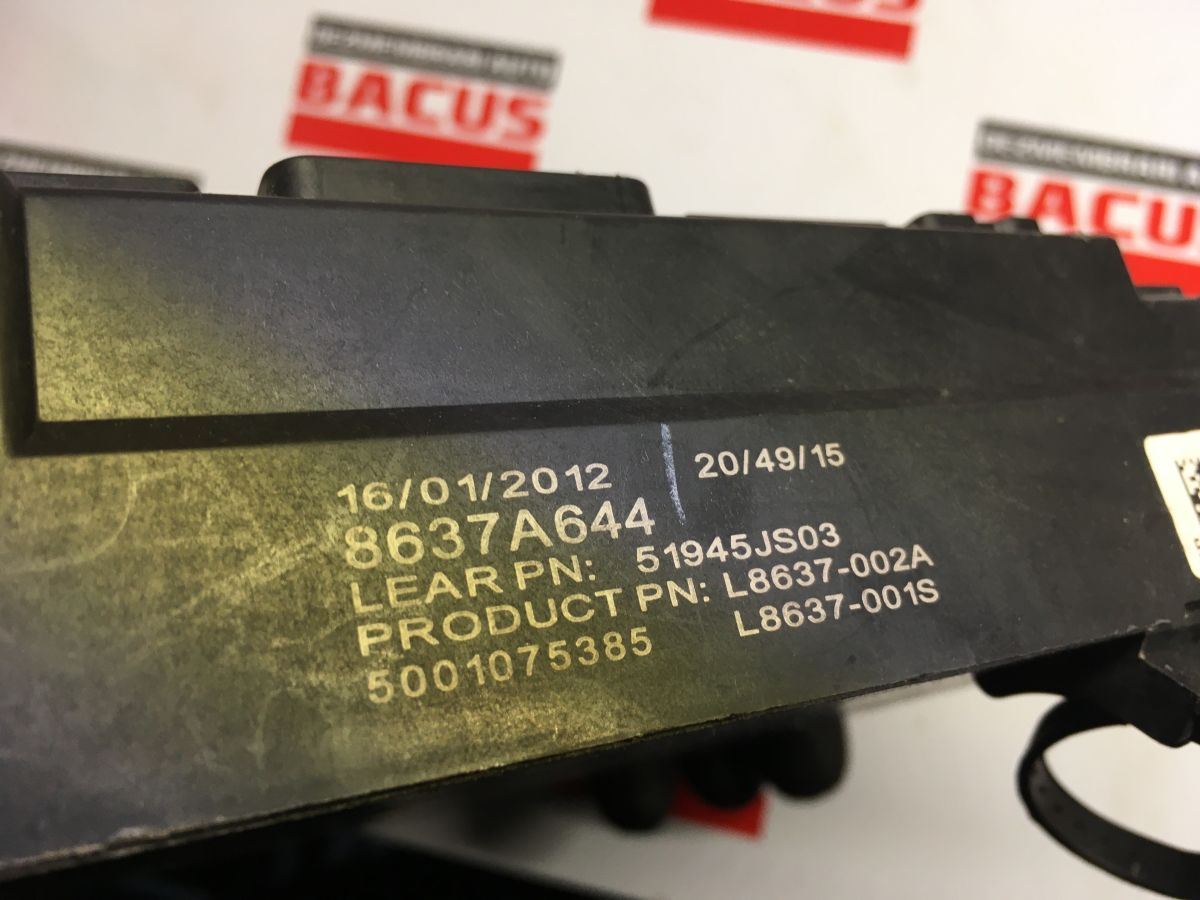 BACUS
BACUS
16/01/2012 20/49/15
8637A644
LEAR PN: 51945JS03
PRODUCT PN: L8637-002A
L8637-001S
5001075385